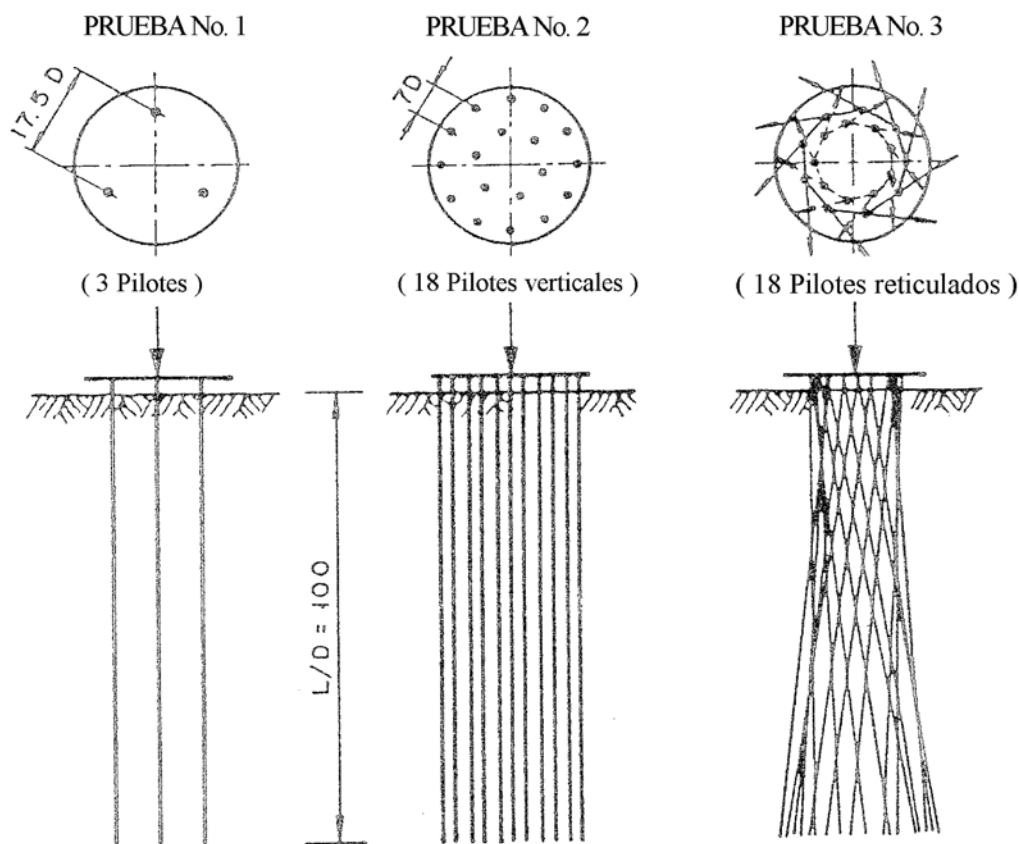 PRUEBA No. 1
PRUEBA No. 2
PRUEBA No. 3
17.5 D
7D
( 3 Pilotes )
( 18 Pilotes verticales )
( 18 Pilotes reticulados )
L/D = 100